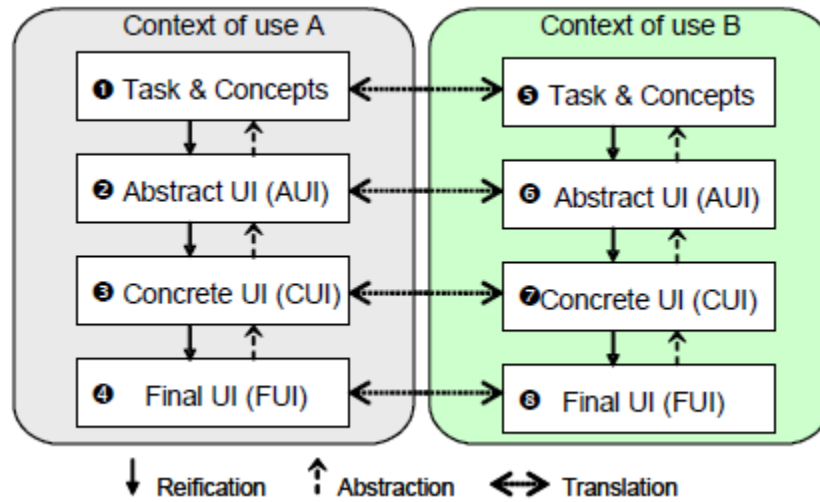 Context of use A
Context of use B
❶ Task & Concepts
❺ Task & Concepts
❷ Abstract UI (AUI)
❻ Abstract UI (AUI)
❸ Concrete UI (CUI)
❼Concrete UI (CUI)
❹ Final UI (FUI)
❽ Final UI (FUI)
Reification Abstraction Translation